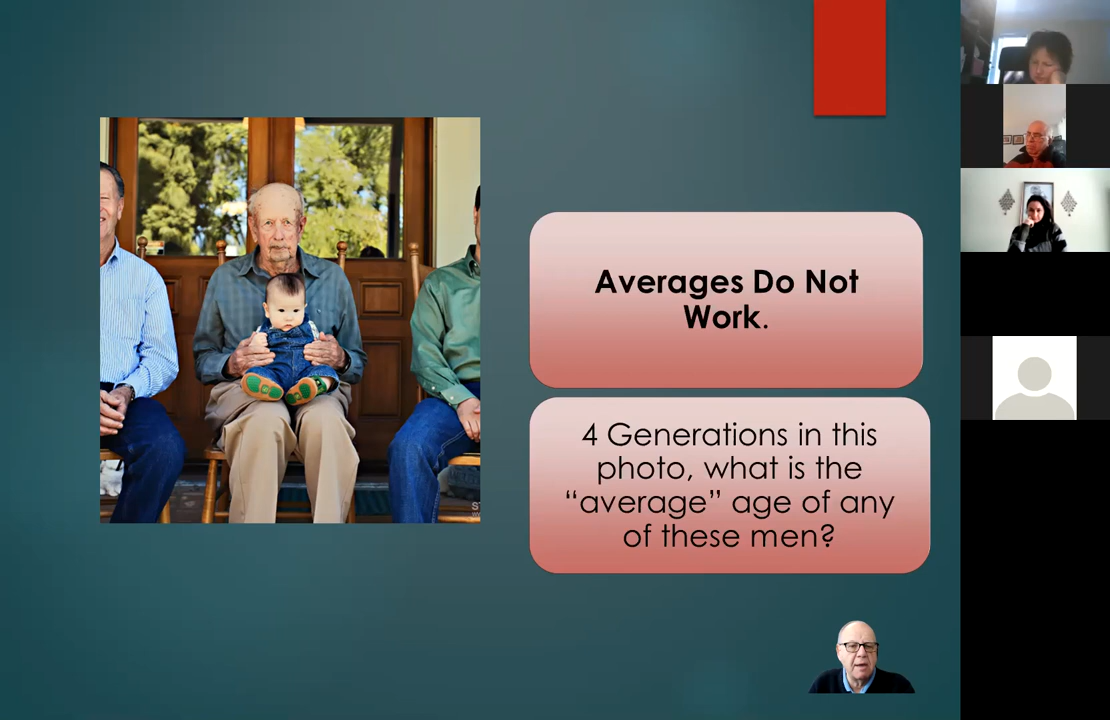 Averages Do Not
Work.
4 Generations in this
photo, what is the
“average” age of any
of these men?